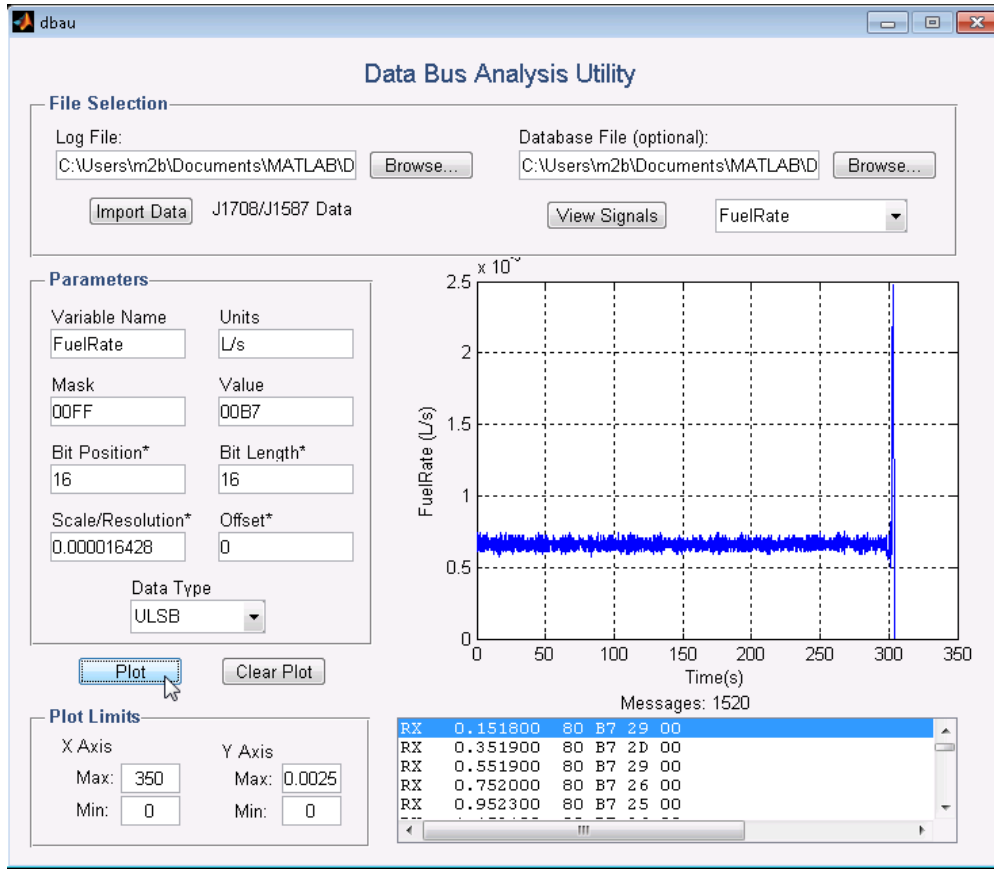 dbau
Data Bus Analysis Utility
File Selection
Log File:
C:\Users\m2b\Documents\MATLAB\D
Browse...
Database File (optional):
C:\Users\m2b\Documents\MATLAB\D
Browse...
Import Data
J1708/J1587 Data
View Signals
FuelRate
Parameters
Variable Name Units
FuelRate L/s
Mask Value
00FF 00B7
Bit Position* Bit Length*
16 16
Scale/Resolution* Offset*
0.000016428 0
Data Type
ULSB
Plot Clear Plot
x 10
2.5
2
1.5
1
0.5
0
FuelRate (L/s)
0 50 100 150 200 250 300 350
Time(s)
Messages: 1520
Plot Limits
X Axis Y Axis
Max: 350 Max: 0.0025
Min: 0 Min: 0
RX 0.151800 80 B7 29 00
RX 0.351900 80 B7 2D 00
RX 0.551900 80 B7 29 00
RX 0.752000 80 B7 26 00
RX 0.952300 80 B7 25 00